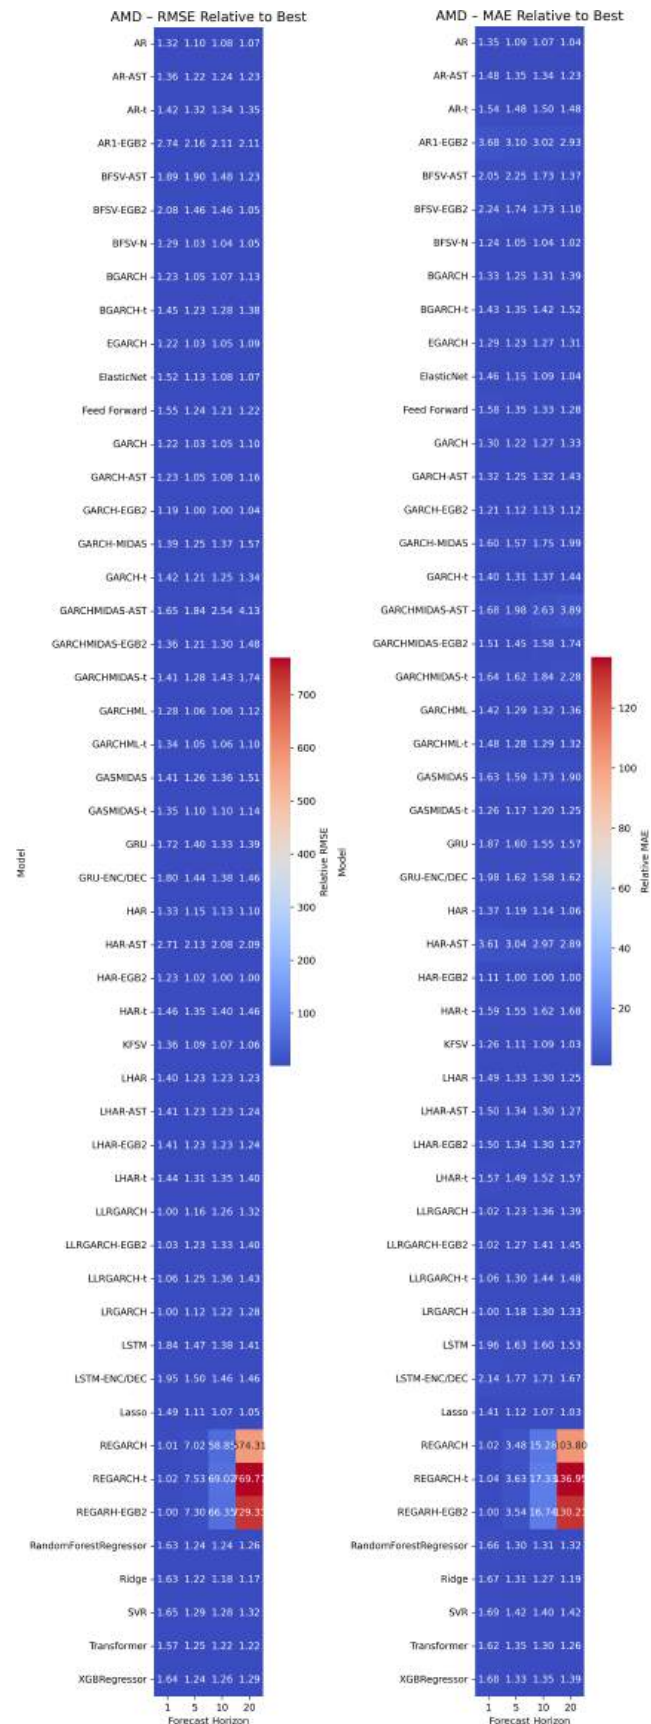 AMD – RMSE Relative to Best
AR 1.32 1.10 1.08 1.07
AR-AST 1.36 1.22 1.24 1.23
AR-t 1.42 1.32 1.34 1.35
AR1-EGB2 2.74 2.16 2.11 2.11
BFSV-AST 1.89 1.90 1.48 1.23
BFSV-EGB2 2.08 1.46 1.46 1.05
BFSV-N 1.29 1.03 1.04 1.05
BGARCH 1.23 1.05 1.07 1.13
BGARCH-t 1.45 1.23 1.28 1.38
EGARCH 1.22 1.03 1.05 1.09
ElasticNet 1.52 1.13 1.08 1.07
Feed Forward 1.55 1.24 1.21 1.22
GARCH 1.22 1.03 1.05 1.10
GARCH-AST 1.23 1.05 1.08 1.16
GARCH-EGB2 1.19 1.00 1.00 1.04
GARCH-MIDAS 1.39 1.25 1.37 1.57
GARCH-t 1.42 1.21 1.25 1.34
GARCHMIDAS-AST 1.65 1.84 2.54 4.13
GARCHMIDAS-EGB2 1.36 1.21 1.30 1.48
GARCHMIDAS-t 1.41 1.28 1.43 1.74
GARCHML 1.28 1.06 1.06 1.12
GARCHML-t 1.34 1.05 1.06 1.10
GASMIDAS 1.41 1.26 1.36 1.51
GASMIDAS-t 1.35 1.10 1.10 1.14
GRU 1.72 1.40 1.33 1.39
GRU-ENC/DEC 1.80 1.44 1.38 1.46
HAR 1.33 1.15 1.13 1.10
HAR-AST 2.71 2.13 2.08 2.09
HAR-EGB2 1.23 1.02 1.00 1.00
HAR-t 1.46 1.35 1.40 1.46
KFSV 1.36 1.09 1.07 1.06
LHAR 1.40 1.23 1.23 1.23
LHAR-AST 1.41 1.23 1.23 1.24
LHAR-EGB2 1.41 1.23 1.23 1.24
LHAR-t 1.44 1.31 1.35 1.40
LLRGARCH 1.00 1.16 1.26 1.32
LLRGARCH-EGB2 1.03 1.23 1.33 1.40
LLRGARCH-t 1.06 1.25 1.36 1.43
LRGARCH 1.00 1.12 1.22 1.28
LSTM 1.84 1.47 1.38 1.41
LSTM-ENC/DEC 1.95 1.50 1.46 1.46
Lasso 1.49 1.11 1.07 1.05
REGARCH 1.01 7.02 58.85 574.31
REGARCH-t 1.02 7.53 69.02 769.77
REGARH-EGB2 1.00 7.30 66.35
RandomForestRegressor 1.63 1.24 1.24 1.26
Ridge 1.63 1.22 1.18 1.17
SVR 1.65 1.29 1.28 1.32
Transformer 1.57 1.25 1.22 1.22
XGBRegressor 1.64 1.24 1.26 1.29
1 5 10 20
Forecast Horizon
Model
700
600
500
400
300
200
100
Relative RMSE
AMD – MAE Relative to Best
AR 1.35 1.09 1.07 1.04
AR-AST 1.48 1.35 1.34 1.23
AR-t 1.54 1.48 1.50 1.48
AR1-EGB2 3.68 3.10 3.02 2.93
BFSV-AST 2.05 2.25 1.73 1.37
BFSV-EGB2 2.24 1.74 1.73 1.10
BFSV-N 1.24 1.05 1.04 1.02
BGARCH 1.33 1.25 1.31 1.39
BGARCH-t 1.43 1.35 1.42 1.52
EGARCH 1.29 1.23 1.27 1.31
ElasticNet 1.46 1.15 1.09 1.04
Feed Forward 1.58 1.35 1.33 1.28
GARCH 1.30 1.22 1.27 1.33
GARCH-AST 1.32 1.25 1.32 1.43
GARCH-EGB2 1.21 1.12 1.13 1.12
GARCH-MIDAS 1.60 1.57 1.75 1.99
GARCH-t 1.40 1.31 1.37 1.44
GARCHMIDAS-AST 1.68 1.98 2.63 3.89
GARCHMIDAS-EGB2 1.51 1.45 1.58 1.74
GARCHMIDAS-t 1.64 1.62 1.84 2.28
GARCHML 1.42 1.29 1.32 1.36
GARCHML-t 1.48 1.28 1.29 1.32
GASMIDAS 1.63 1.59 1.73 1.90
GASMIDAS-t 1.26 1.17 1.20 1.25
GRU 1.87 1.60 1.55 1.57
GRU-ENC/DEC 1.98 1.62 1.58 1.62
HAR 1.37 1.19 1.14 1.06
HAR-AST 3.61 3.04 2.97 2.89
HAR-EGB2 1.11 1.00 1.00 1.00
HAR-t 1.59 1.55 1.62 1.68
KFSV 1.26 1.11 1.09 1.03
LHAR 1.49 1.33 1.30 1.25
LHAR-AST 1.50 1.34 1.30 1.27
LHAR-EGB2 1.50 1.34 1.30 1.27
LHAR-t 1.57 1.49 1.52 1.57
LLRGARCH 1.02 1.23 1.36 1.39
LLRGARCH-EGB2 1.02 1.27 1.41 1.45
LLRGARCH-t 1.06 1.30 1.44 1.48
LRGARCH 1.00 1.18 1.30 1.33
LSTM 1.96 1.63 1.60 1.53
LSTM-ENC/DEC 2.14 1.77 1.71 1.67
Lasso 1.41 1.12 1.07 1.03
REGARCH 1.02 3.48 15.28 103.80
REGARCH-t 1.04 3.63 17.33 136.95
REGARH-EGB2 1.00 3.54 16.74
RandomForestRegressor 1.66 1.30 1.31 1.32
Ridge 1.67 1.31 1.27 1.19
SVR 1.69 1.42 1.40 1.42
Transformer 1.62 1.35 1.30 1.26
XGBRegressor 1.68 1.33 1.35 1.39
1 5 10 20
Forecast Horizon
Model
120
100
80
60
40
20
Relative MAE